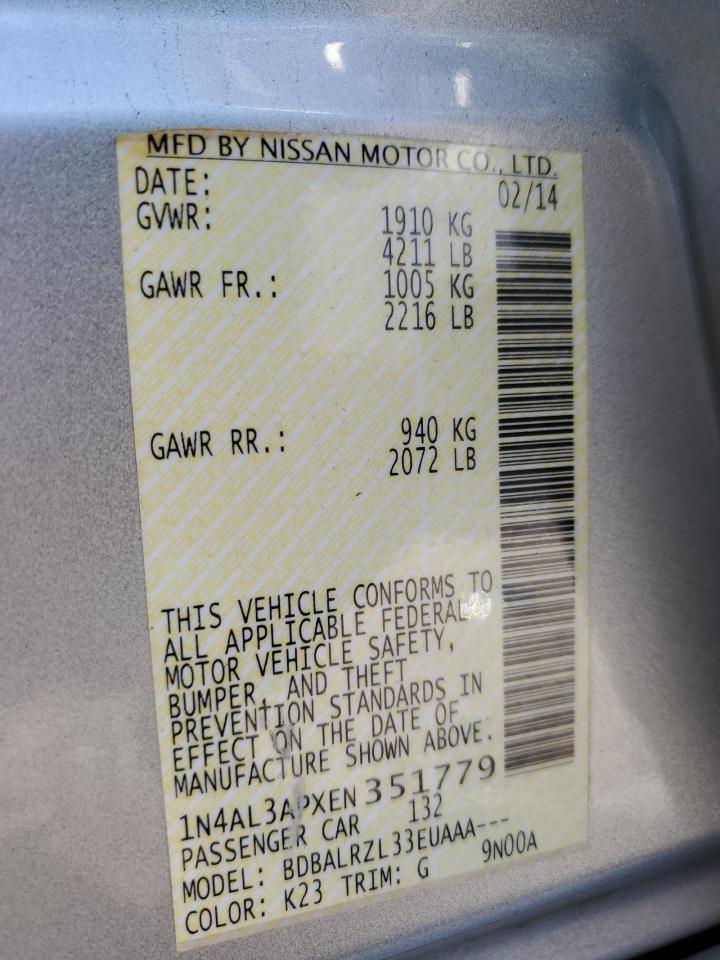 MFD BY NISSAN MOTOR CO., LTD.
DATE: 02/14
GVWR: 1910 KG
4211 LB
GAWR FR.: 1005 KG
2216 LB
GAWR RR.: 940 KG
2072 LB
THIS VEHICLE CONFORMS TO
ALL APPLICABLE FEDERAL
MOTOR VEHICLE SAFETY,
BUMPER, AND THEFT
PREVENTION STANDARDS IN
EFFECT ON THE DATE OF
MANUFACTURE SHOWN ABOVE.
1N4AL3APXEN351779
PASSENGER CAR 132
MODEL: BDBALRZL33EUAAA---
COLOR: K23 TRIM: G 9N00A